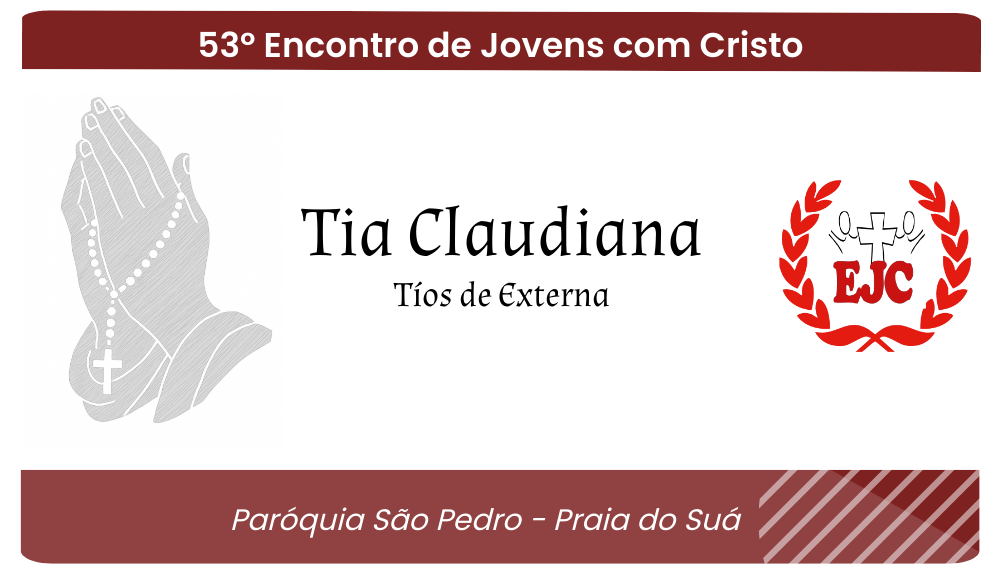 53º Encontro de Jovens com Cristo
Tia Claudiana
Tíos de Externa
EJC
Paróquia São Pedro - Praia do Suá